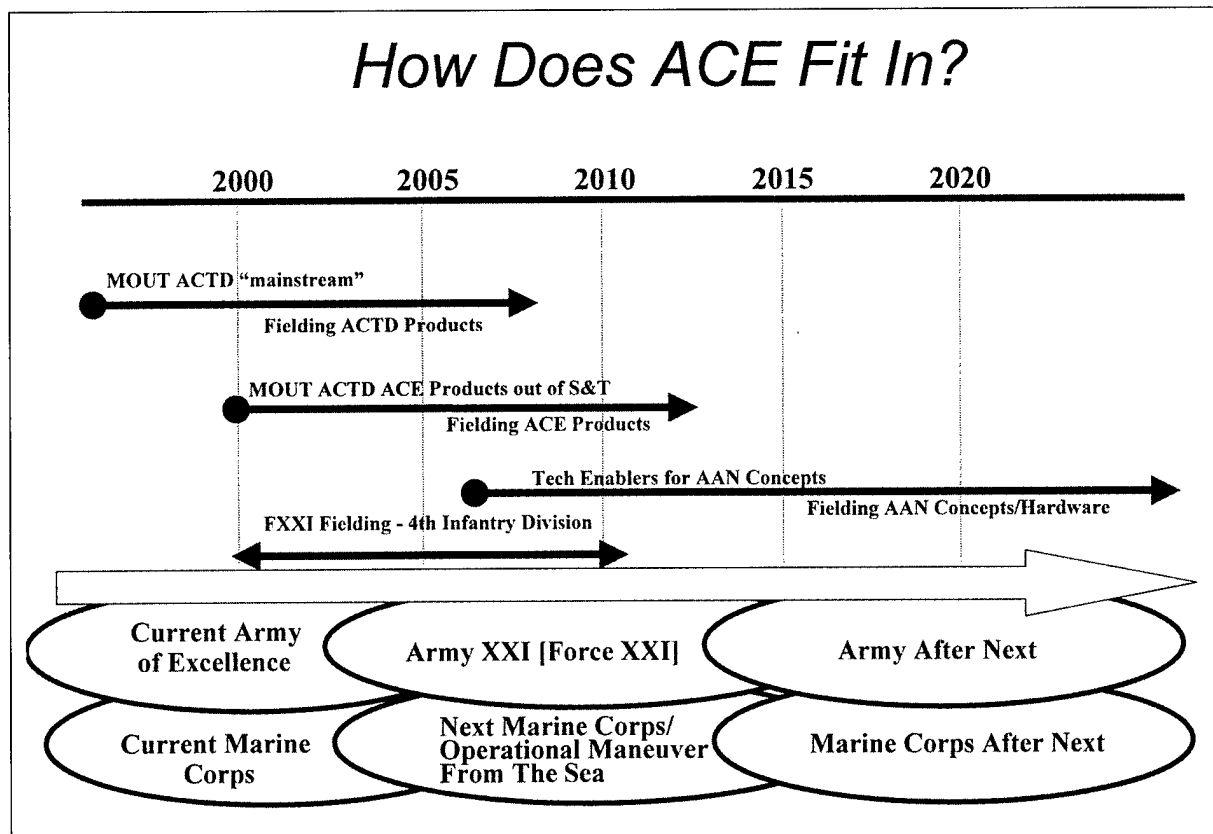 How Does ACE Fit In?
2000 2005 2010 2015 2020
MOUT ACTD “mainstream”
Fielding ACTD Products
MOUT ACTD ACE Products out of S&T
Fielding ACE Products
Tech Enablers for AAN Concepts
Fielding AAN Concepts/Hardware
FXXI Fielding - 4th Infantry Division
Current Army
of Excellence
Army XXI [Force XXI]
Army After Next
Current Marine
Corps
Next Marine Corps/
Operational Maneuver
From The Sea
Marine Corps After Next